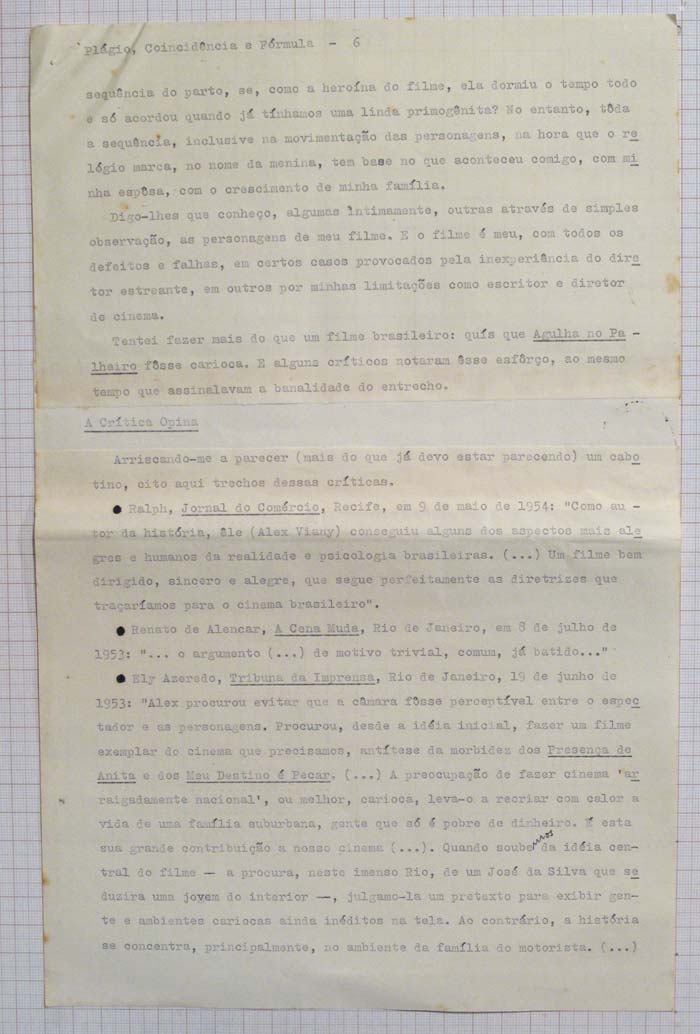 Plágio, Coincidência e Fórmula - 6
sequência do parto, se, como a heroína do filme, ela dormiu o tempo todo
e só acordou quando já tínhamos uma linda primogênita? No entanto, tôda
a sequência, inclusive na movimentação das personagens, na hora que o re
lógio marca, no nome da menina, tem base no que aconteceu comigo, com mi
nha espôsa, com o crescimento de minha família.
Digo-lhes que conheço, algumas intimamente, outras através de simples
observação, as personagens de meu filme. E o filme é meu, com todos os
defeitos e falhas, em certos casos provocados pela inexperiência do dire
tor estreante, em outros por minhas limitações como escritor e diretor
de cinema.
Tentei fazer mais do que um filme brasileiro: quís que Agulha no Pa -
lheiro fôsse carioca. E alguns críticos notaram êsse esfôrço, ao mesmo
tempo que assinalavam a banalidade do entrecho.
A Crítica Opina
Arriscando-me a parecer (mais do que já devo estar parecendo) um cabo
tino, cito aqui trechos dessas críticas.
● Ralph, Jornal do Comércio, Recife, em 9 de maio de 1954: "Como au -
tor da história, êle (Alex Viany) conseguiu alguns dos aspectos mais ale
gres e humanos da realidade e psicologia brasileiras. (...) Um filme bem
dirigido, sincero e alegre, que segue perfeitamente as diretrizes que
traçaríamos para o cinema brasileiro".
● Renato de Alencar, A Cena Muda, Rio de Janeiro, em 8 de julho de
1953: "... o argumento (...) de motivo trivial, comum, já batido..."
● Ely Azeredo, Tribuna da Imprensa, Rio de Janeiro, 19 de junho de
1953: "Alex procurou evitar que a câmara fôsse perceptível entre o espec
tador e as personagens. Procurou, desde a idéia inicial, fazer um filme
exemplar do cinema que precisamos, antítese da morbidez dos Presença de
Anita e dos Meu Destino é Pecar. (...) A preocupação de fazer cinema 'ar
raigadamente nacional', ou melhor, carioca, leva-o a recriar com calor a
vida de uma família suburbana, gente que só é pobre de dinheiro. É esta
sua grande contribuição a nosso cinema (...). Quando soubemos da idéia cen-
tral do filme — a procura, neste imenso Rio, de um José da Silva que se
duzira uma jovem do interior —, julgamo-la um pretexto para exibir gen-
te e ambientes cariocas ainda inéditos na tela. Ao contrário, a história
se concentra, principalmente, no ambiente da família do motorista. (...)